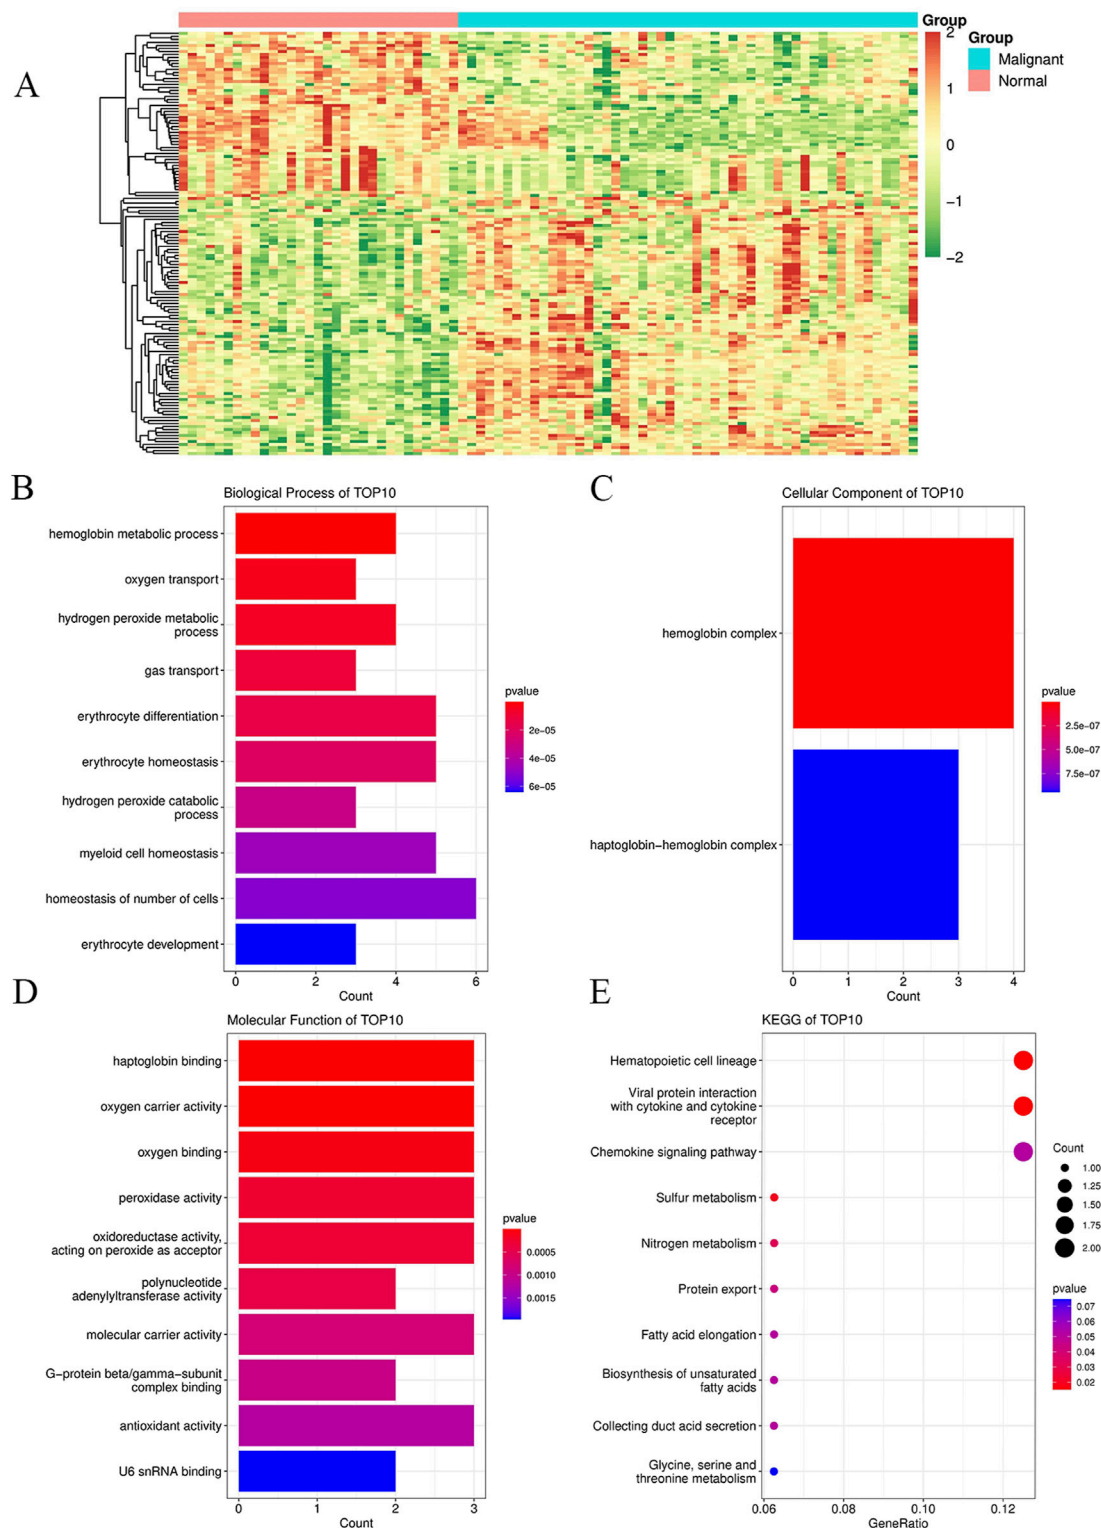 A
Group
2
1
0
−1
−2
Group
Malignant
Normal
B
Biological Process of TOP10
hemoglobin metabolic process
oxygen transport
hydrogen peroxide metabolic
process
gas transport
erythrocyte differentiation
erythrocyte homeostasis
hydrogen peroxide catabolic
process
myeloid cell homeostasis
homeostasis of number of cells
erythrocyte development
0 2 4 6
Count
pvalue
2e−05
4e−05
6e−05
C
Cellular Component of TOP10
hemoglobin complex
haptoglobin−hemoglobin complex
0 1 2 3 4
Count
pvalue
2.5e−07
5.0e−07
7.5e−07
D
Molecular Function of TOP10
haptoglobin binding
oxygen carrier activity
oxygen binding
peroxidase activity
oxidoreductase activity,
acting on peroxide as acceptor
polynucleotide
adenylyltransferase activity
molecular carrier activity
G−protein beta/gamma−subunit
complex binding
antioxidant activity
U6 snRNA binding
0 1 2 3
Count
pvalue
0.0005
0.0010
0.0015
E
KEGG of TOP10
Hematopoietic cell lineage
Viral protein interaction
with cytokine and cytokine
receptor
Chemokine signaling pathway
Sulfur metabolism
Nitrogen metabolism
Protein export
Fatty acid elongation
Biosynthesis of unsaturated
fatty acids
Collecting duct acid secretion
Glycine, serine and
threonine metabolism
0.06 0.08 0.10 0.12
GeneRatio
Count
1.00
1.25
1.50
1.75
2.00
pvalue
0.07
0.06
0.05
0.04
0.03
0.02